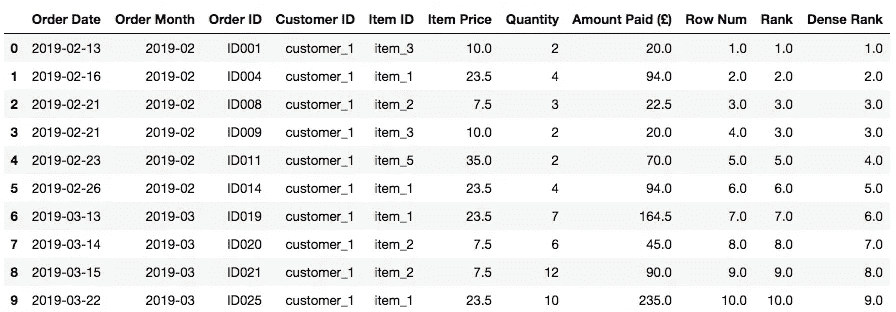 Order Date Order Month Order ID Customer ID Item ID Item Price Quantity Amount Paid (£) Row Num Rank Dense Rank
0 2019-02-13 2019-02 ID001 customer_1 item_3 10.0 2 20.0 1.0 1.0 1.0
1 2019-02-16 2019-02 ID004 customer_1 item_1 23.5 4 94.0 2.0 2.0 2.0
2 2019-02-21 2019-02 ID008 customer_1 item_2 7.5 3 22.5 3.0 3.0 3.0
3 2019-02-21 2019-02 ID009 customer_1 item_3 10.0 2 20.0 4.0 3.0 3.0
4 2019-02-23 2019-02 ID011 customer_1 item_5 35.0 2 70.0 5.0 5.0 4.0
5 2019-02-26 2019-02 ID014 customer_1 item_1 23.5 4 94.0 6.0 6.0 5.0
6 2019-03-13 2019-03 ID019 customer_1 item_1 23.5 7 164.5 7.0 7.0 6.0
7 2019-03-14 2019-03 ID020 customer_1 item_2 7.5 6 45.0 8.0 8.0 7.0
8 2019-03-15 2019-03 ID021 customer_1 item_2 7.5 12 90.0 9.0 9.0 8.0
9 2019-03-22 2019-03 ID025 customer_1 item_1 23.5 10 235.0 10.0 10.0 9.0